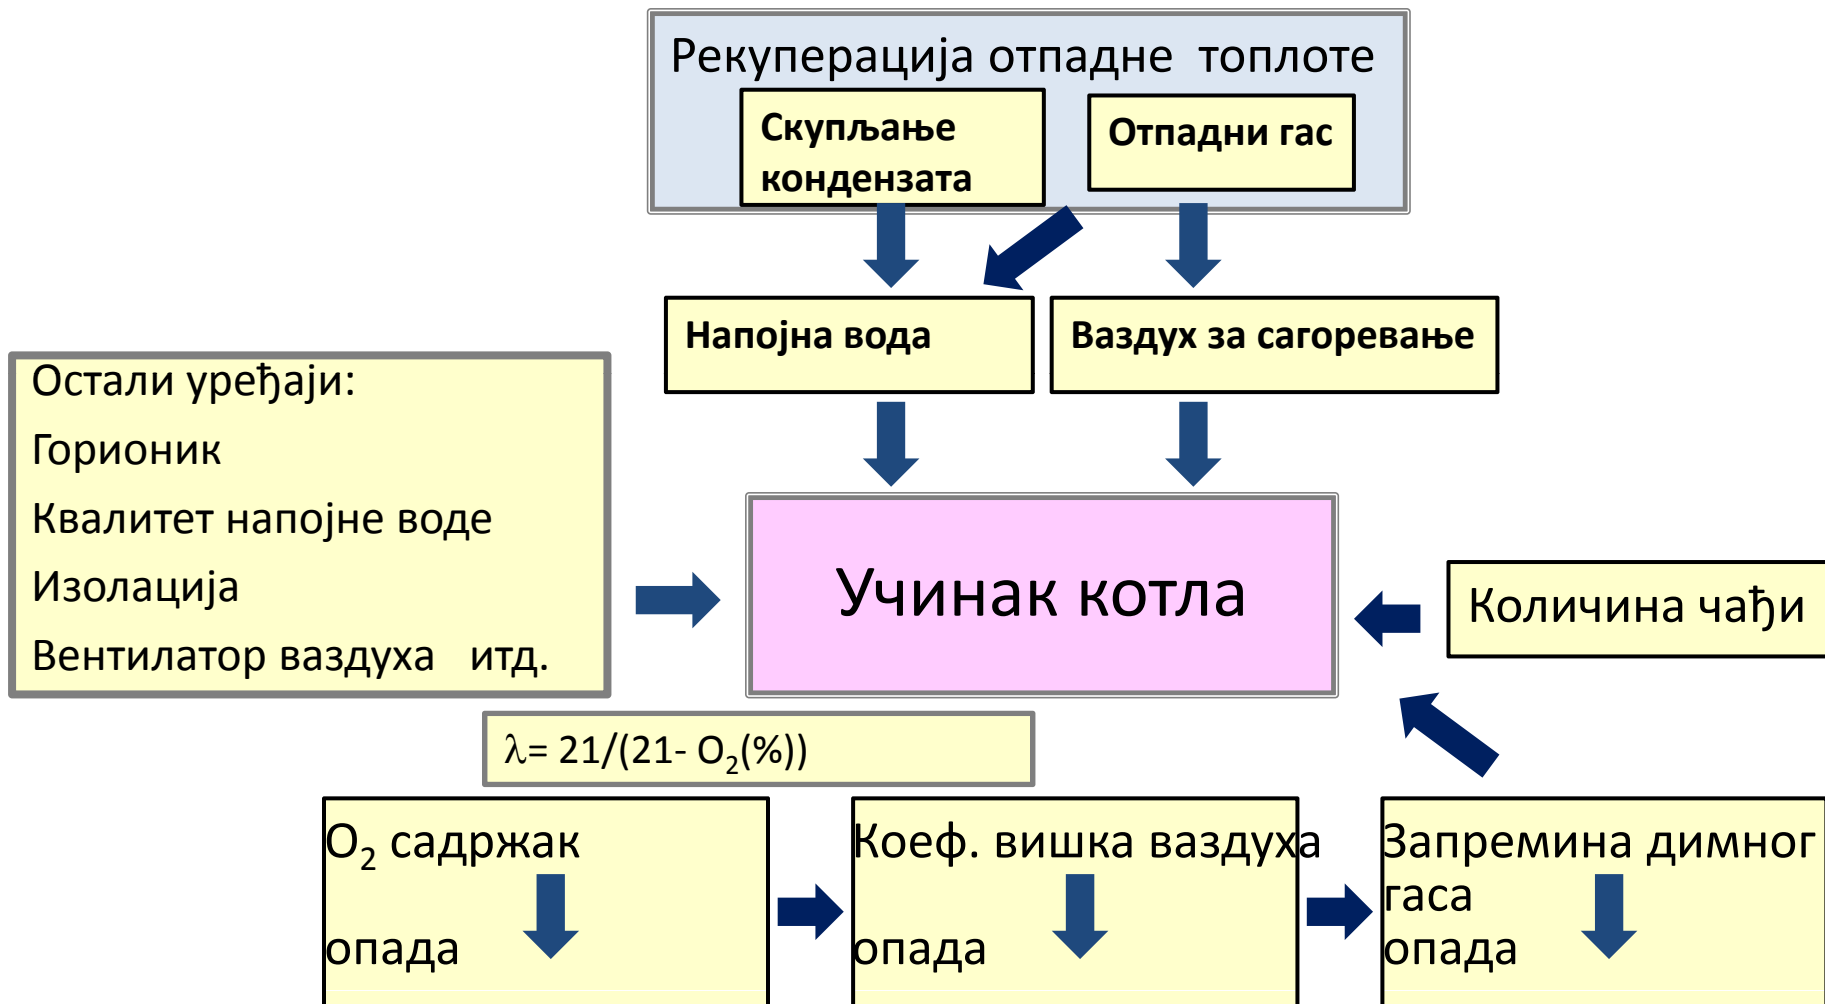 Рекуперација отпадне  топлоте
Скупљање
кондензата
Отпадни гас
Напојна вода
Ваздух за сагоревање
Остали уређаји:
Горионик
Квалитет напојне воде
Изолација
Вентилатор ваздуха   итд.
Учинак котла
Количина чађи
λ= 21/(21- O₂(%))
O₂ садржак
опада
Коеф. вишка ваздуха
опада
Запремина димног
гаса
опада